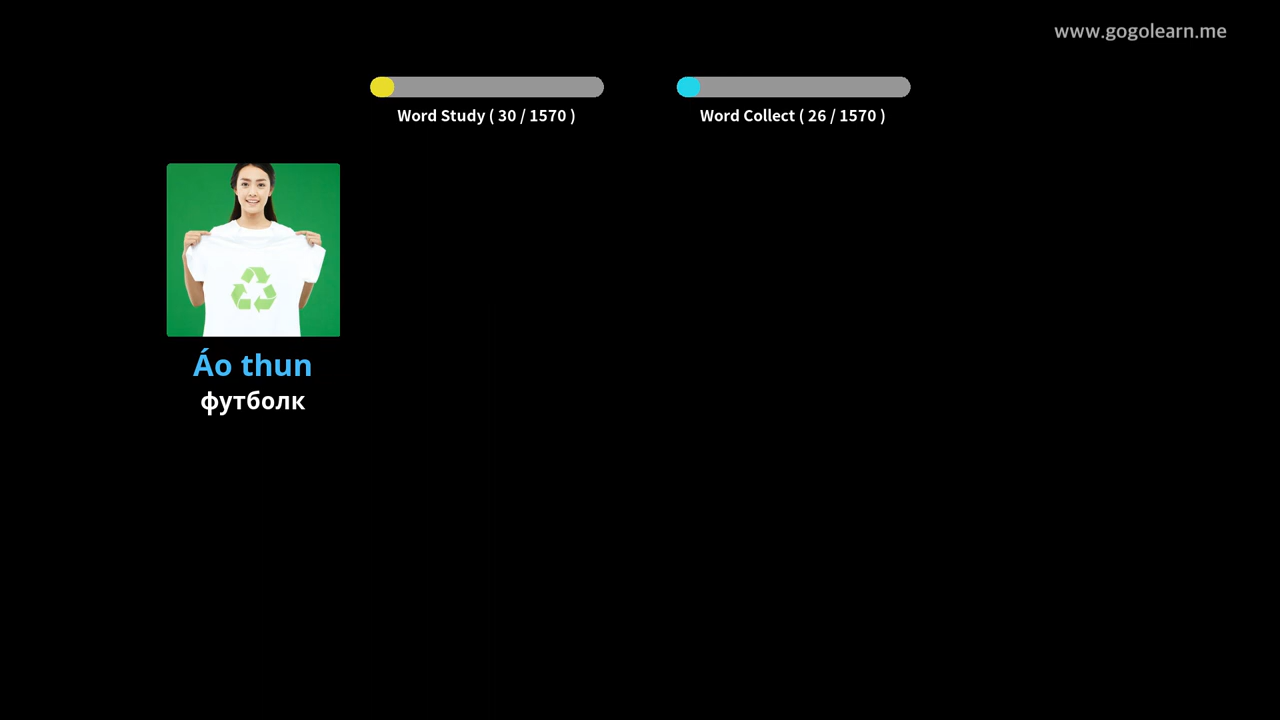 www.gogolearn.me
Word Study ( 30 / 1570 )
Word Collect ( 26 / 1570 )
Áo thun
футболк